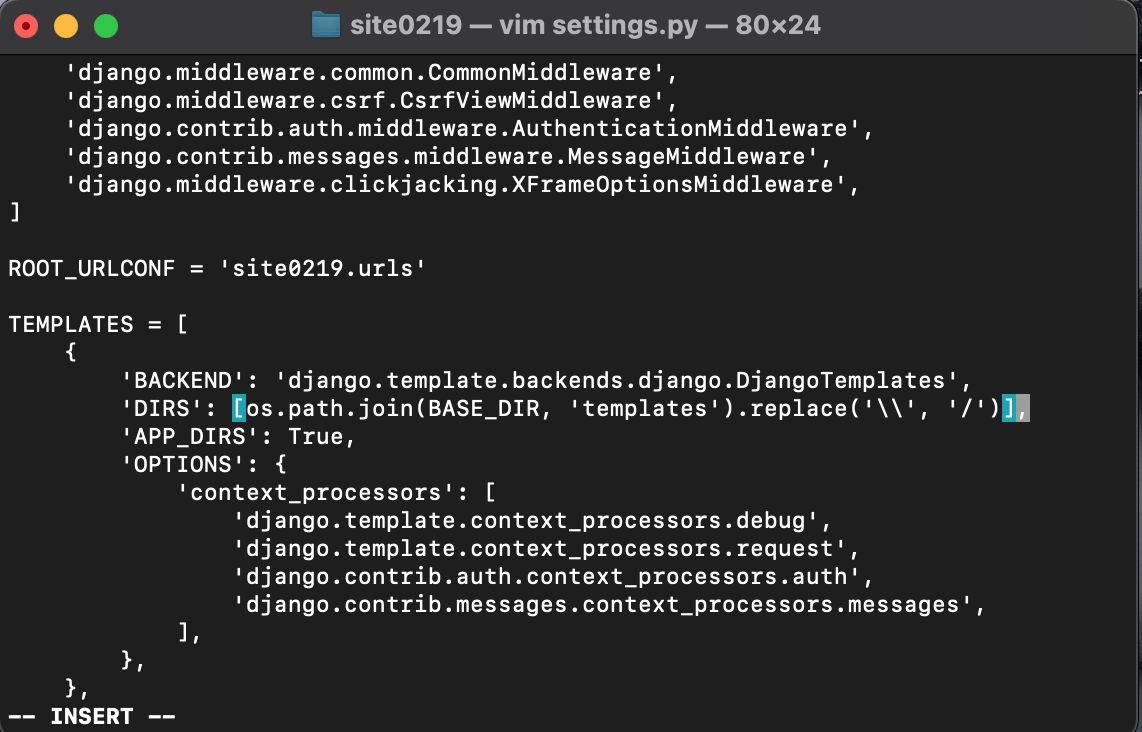 site0219 — vim settings.py — 80×24
    'django.middleware.common.CommonMiddleware',
    'django.middleware.csrf.CsrfViewMiddleware',
    'django.contrib.auth.middleware.AuthenticationMiddleware',
    'django.contrib.messages.middleware.MessageMiddleware',
    'django.middleware.clickjacking.XFrameOptionsMiddleware',
]

ROOT_URLCONF = 'site0219.urls'

TEMPLATES = [
    {
        'BACKEND': 'django.template.backends.django.DjangoTemplates',
        'DIRS': [os.path.join(BASE_DIR, 'templates').replace('\\', '/')],
        'APP_DIRS': True,
        'OPTIONS': {
            'context_processors': [
                'django.template.context_processors.debug',
                'django.template.context_processors.request',
                'django.contrib.auth.context_processors.auth',
                'django.contrib.messages.context_processors.messages',
            ],
        },
    },
-- INSERT --